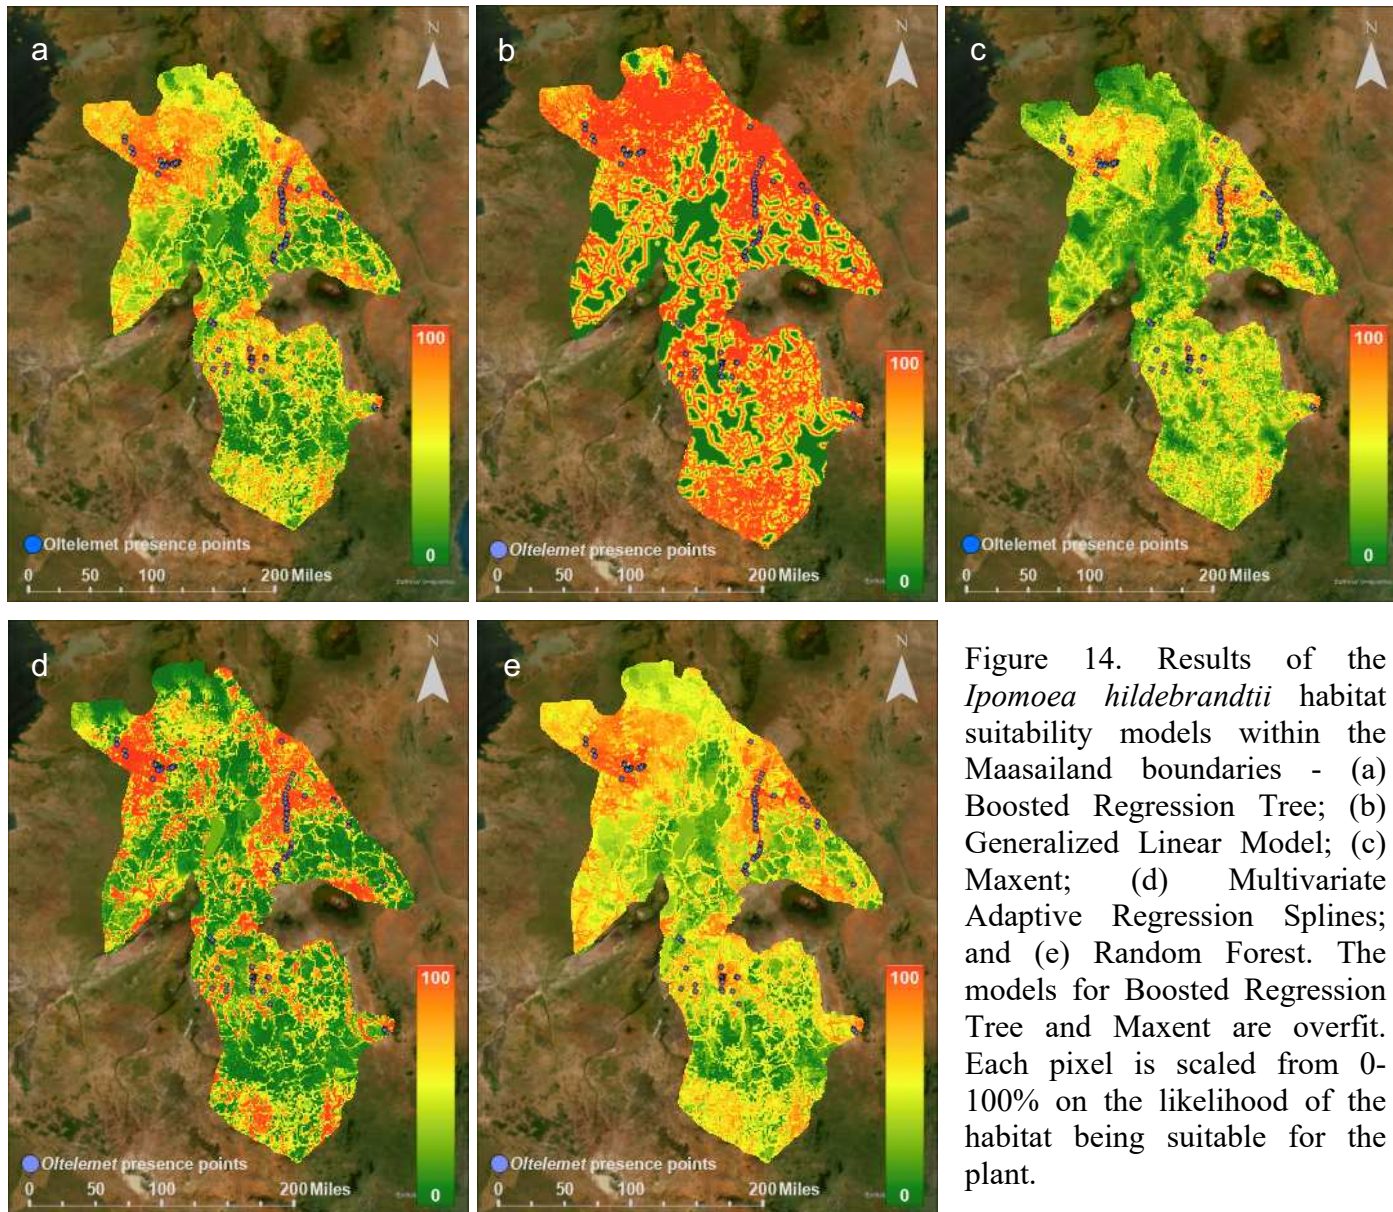 a
N
100
0
Oltelemet presence points
0 50 100 200 Miles
b
N
100
0
Oltelemet presence points
0 50 100 200 Miles
c
N
100
0
Oltelemet presence points
0 50 100 200 Miles
d
N
100
0
Oltelemet presence points
0 50 100 200 Miles
e
N
100
0
Oltelemet presence points
0 50 100 200 Miles
Figure 14. Results of the
Ipomoea hildebrandtii habitat
suitability models within the
Maasailand boundaries - (a)
Boosted Regression Tree; (b)
Generalized Linear Model; (c)
Maxent; (d) Multivariate
Adaptive Regression Splines;
and (e) Random Forest. The
models for Boosted Regression
Tree and Maxent are overfit.
Each pixel is scaled from 0-
100% on the likelihood of the
habitat being suitable for the
plant.